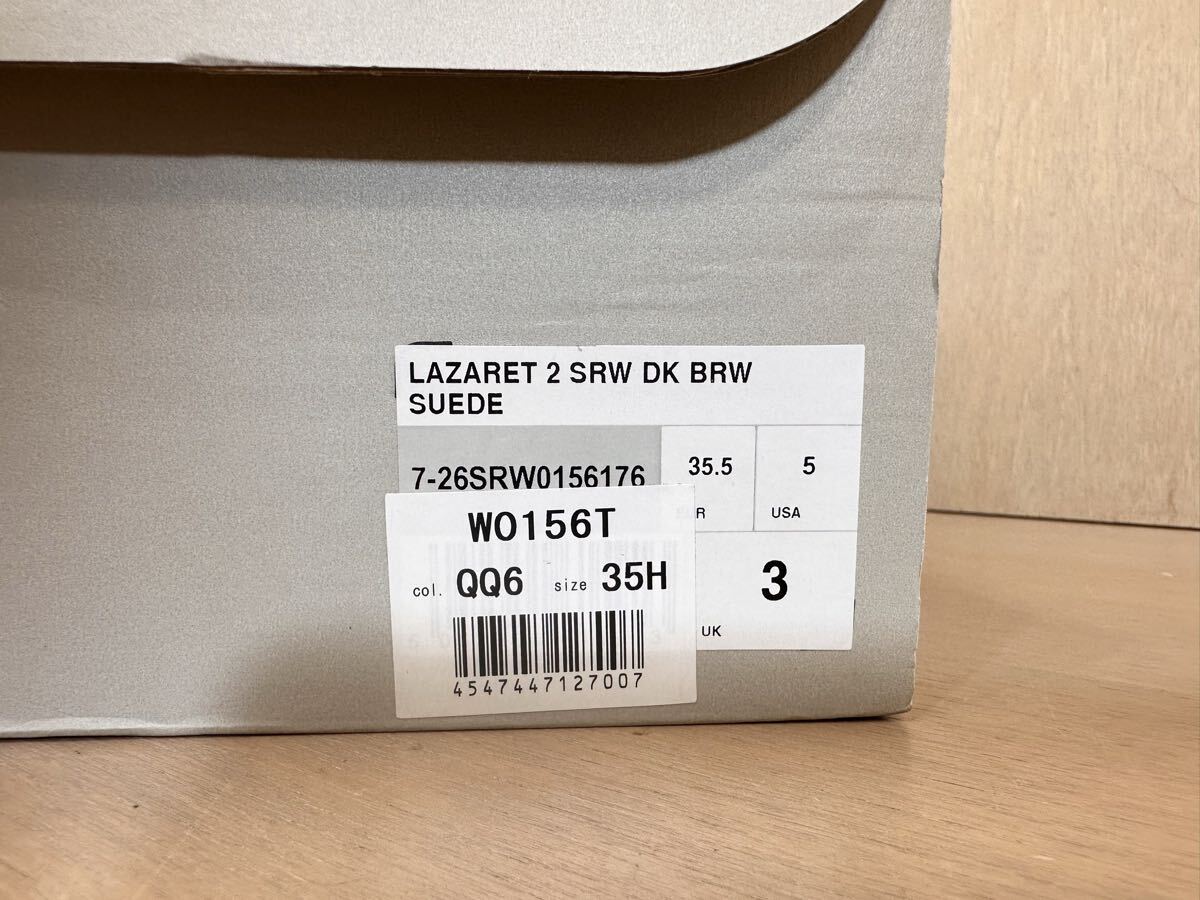 LAZARET 2 SRW DK BRW
SUEDE
7-26SRW0156176
35.5
5
USA
W0156T
col. QQ6 size 35H
3
UK
4547447127007